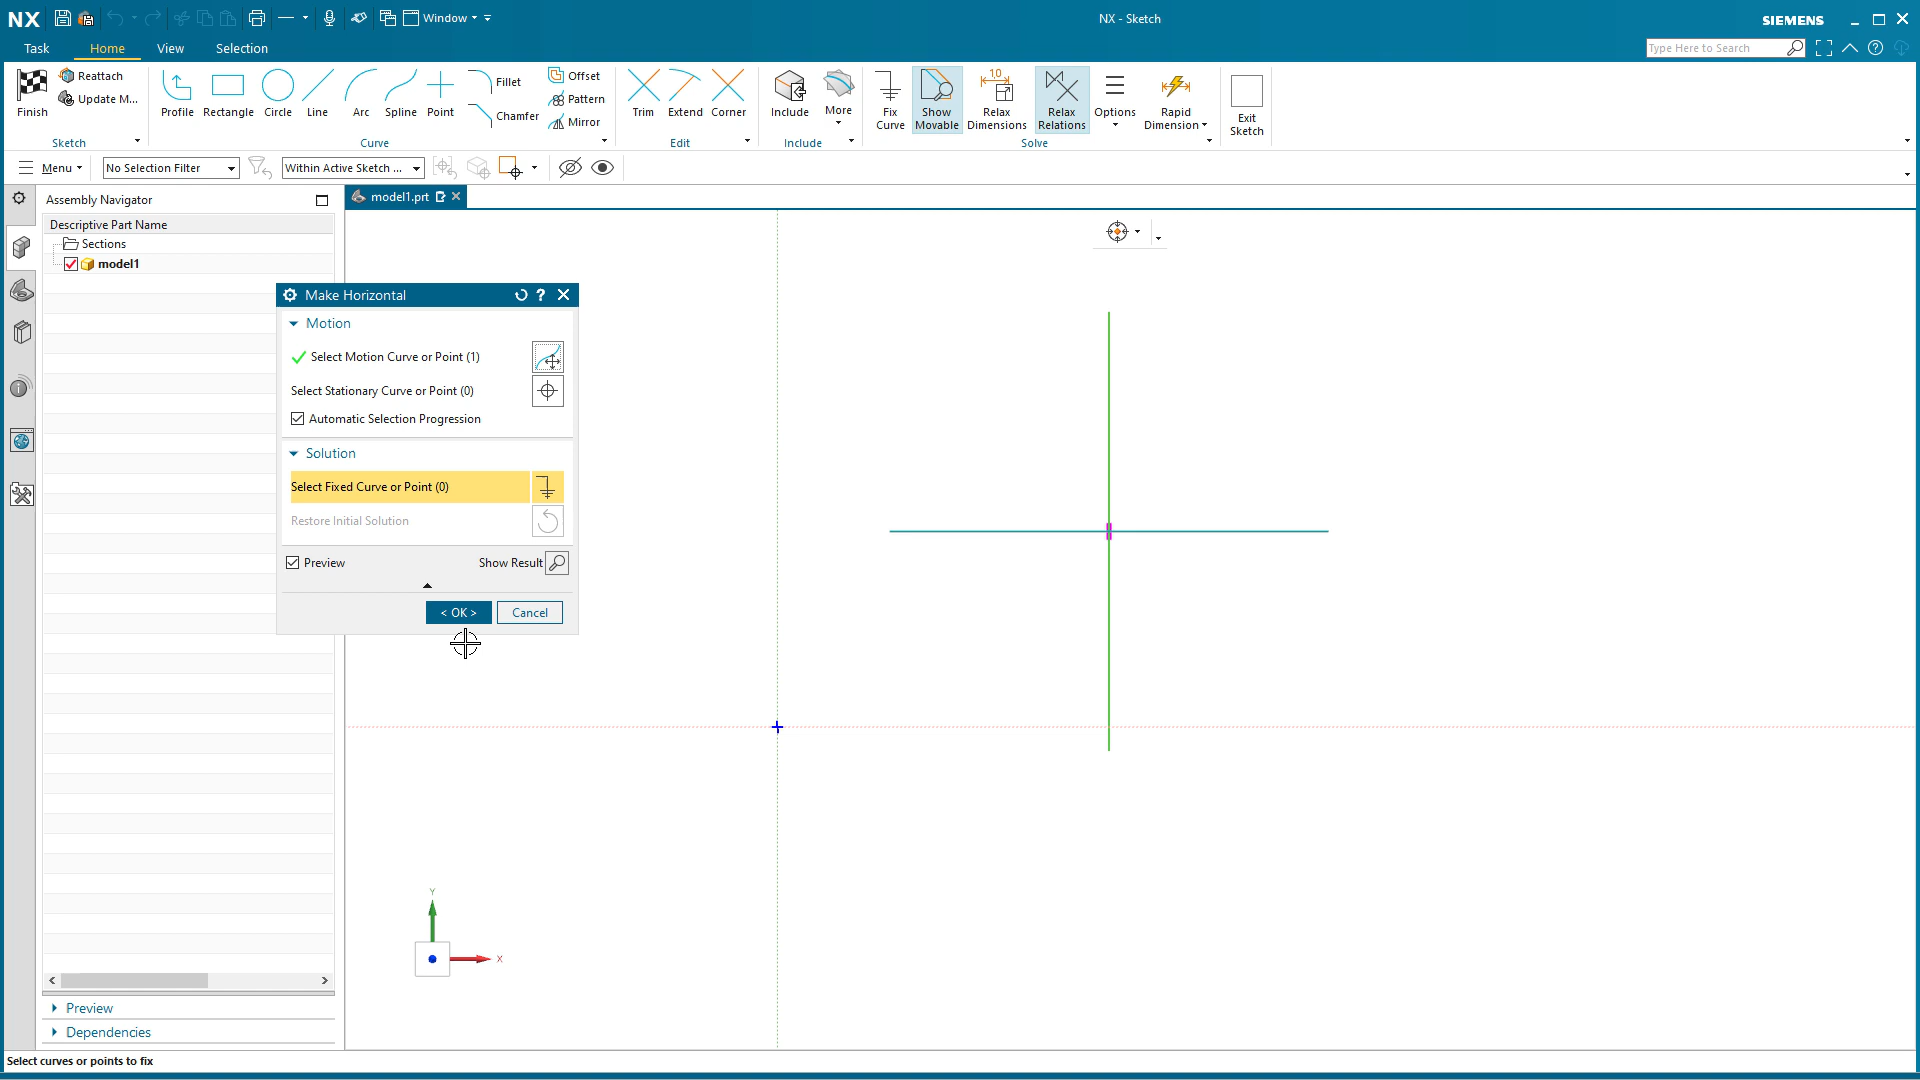 NX
Window
NX - Sketch
SIEMENS
Task
Home
View
Selection
Type Here to Search
Finish
Reattach
Update M...
Sketch
Profile
Rectangle
Circle
Line
Arc
Spline
Point
Fillet
Chamfer
Offset
Pattern
Mirror
Curve
Trim
Extend
Corner
Edit
Include
More
Include
Fix
Curve
Show
Movable
1,0
Relax
Dimensions
Relax
Relations
Options
Rapid
Dimension
Solve
Exit
Sketch
Menu
No Selection Filter
Within Active Sketch ...
Assembly Navigator
Descriptive Part Name
Sections
model1
model1.prt
Make Horizontal
Motion
Select Motion Curve or Point (1)
Select Stationary Curve or Point (0)
Automatic Selection Progression
Solution
Select Fixed Curve or Point (0)
Restore Initial Solution
Preview
Show Result
< OK >
Cancel
Y
X
Preview
Dependencies
Select curves or points to fix